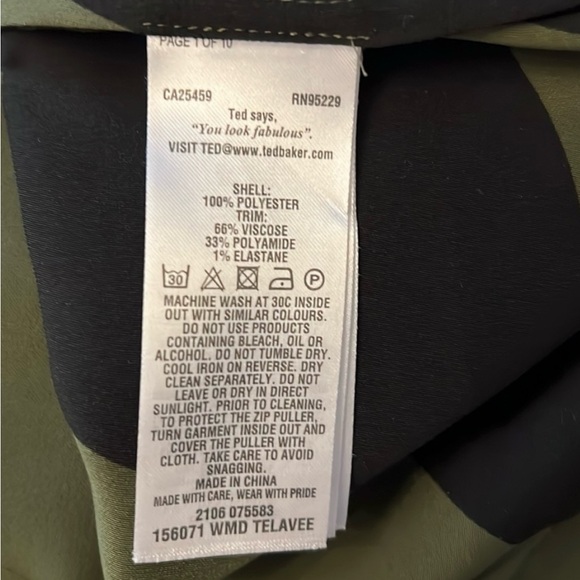 PAGE 1 OF 10
CA25459 RN95229
Ted says,
"You look fabulous".
VISIT TED@www.tedbaker.com
SHELL:
100% POLYESTER
TRIM:
66% VISCOSE
33% POLYAMIDE
1% ELASTANE
30 P
MACHINE WASH AT 30C INSIDE
OUT WITH SIMILAR COLOURS.
DO NOT USE PRODUCTS
CONTAINING BLEACH, OIL OR
ALCOHOL. DO NOT TUMBLE DRY.
COOL IRON ON REVERSE. DRY
CLEAN SEPARATELY. DO NOT
LEAVE OR DRY IN DIRECT
SUNLIGHT. PRIOR TO CLEANING,
TO PROTECT THE ZIP PULLER,
TURN GARMENT INSIDE OUT AND
COVER THE PULLER WITH
CLOTH. TAKE CARE TO AVOID
SNAGGING.
MADE IN CHINA
MADE WITH CARE, WEAR WITH PRIDE
2106 075583
156071 WMD TELAVEE